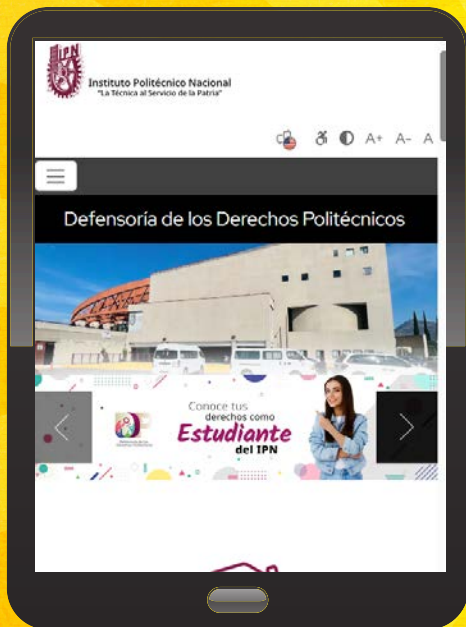 IPN
Instituto Politécnico Nacional
"La Técnica al Servicio de la Patria"
A+ A- A
Defensoría de los Derechos Politécnicos
Conoce tus
derechos como
Estudiante
del IPN